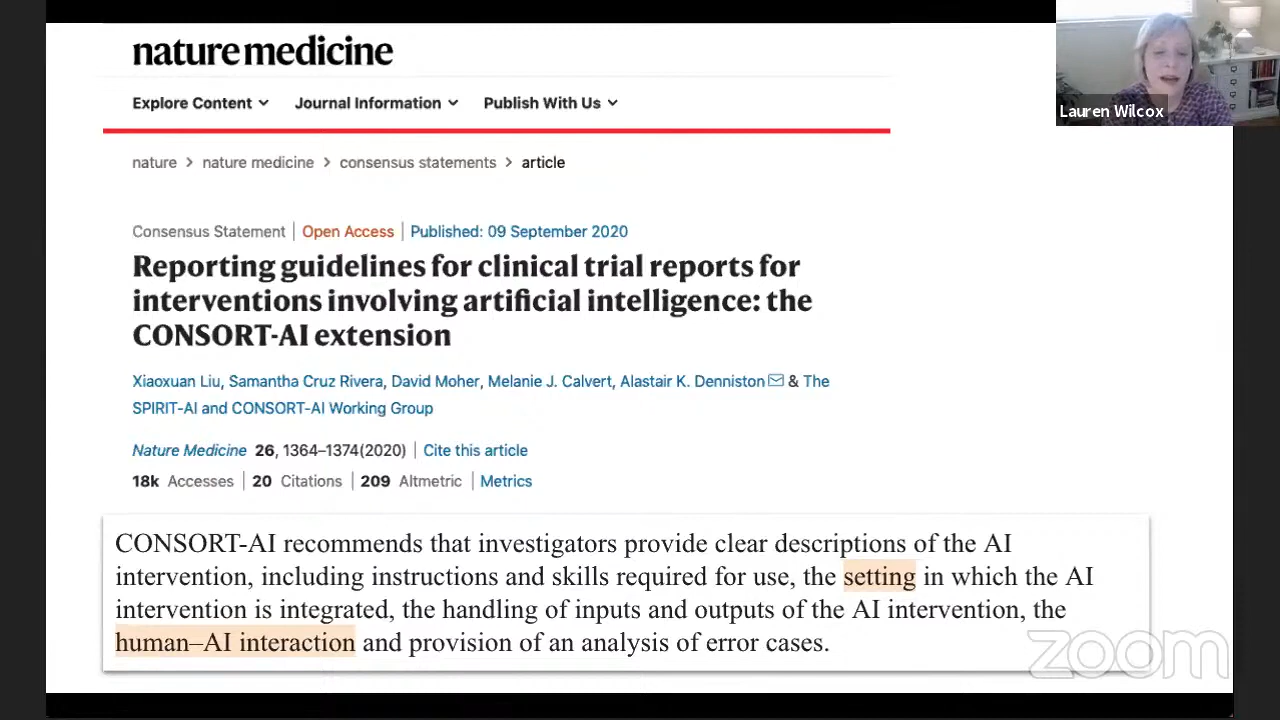 nature medicine
Explore Content Journal Information Publish With Us
nature > nature medicine > consensus statements > article
Consensus Statement | Open Access | Published: 09 September 2020
Reporting guidelines for clinical trial reports for
interventions involving artificial intelligence: the
CONSORT-AI extension
Xiaoxuan Liu, Samantha Cruz Rivera, David Moher, Melanie J. Calvert, Alastair K. Denniston & The
SPIRIT-AI and CONSORT-AI Working Group
Nature Medicine 26, 1364–1374(2020) | Cite this article
18k Accesses | 20 Citations | 209 Altmetric | Metrics
CONSORT-AI recommends that investigators provide clear descriptions of the AI
intervention, including instructions and skills required for use, the setting in which the AI
intervention is integrated, the handling of inputs and outputs of the AI intervention, the
human–AI interaction and provision of an analysis of error cases.
Lauren Wilcox
zoom